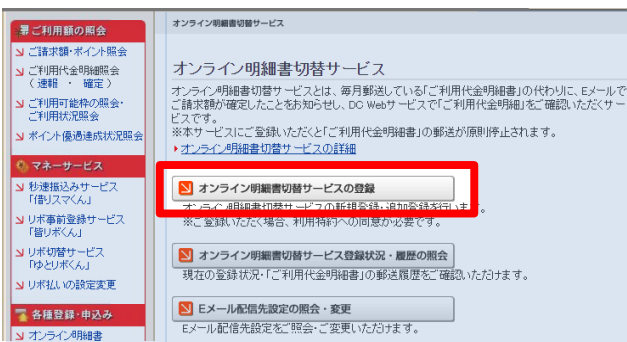 ご利用額の照会
ご請求額・ポイント照会
ご利用代金明細照会
(速報 ・ 確定)
ご利用可能枠の照会・
ご利用状況照会
ポイント優遇達成状況照会
マネーサービス
秒速振込みサービス
「借リスマくん」
リボ事前登録サービス
「皆リボくん」
リボ切替サービス
「ゆとリボくん」
リボ払いの設定変更
各種登録・申込み
オンライン明細書
オンライン明細書切替サービス
オンライン明細書切替サービス
オンライン明細書切替サービスとは、毎月郵送している「ご利用代金明細書」の代わりに、Eメールで
ご請求額が確定したことをお知らせし、DC Webサービスで「ご利用代金明細」をご確認いただくサー
ビスです。
※本サービスにご登録いただくと「ご利用代金明細書」の郵送が原則停止されます。
オンライン明細書切替サービスの詳細
オンライン明細書切替サービスの登録
オンライン明細書切替サービスの新規登録・追加登録を行います。
※ご登録いただく場合、利用特約への同意が必要です。
オンライン明細書切替サービス登録状況・履歴の照会
現在の登録状況・「ご利用代金明細書」の郵送履歴をご確認いただけます。
Eメール配信先設定の照会・変更
Eメール配信先設定をご照会・ご変更いただけます。